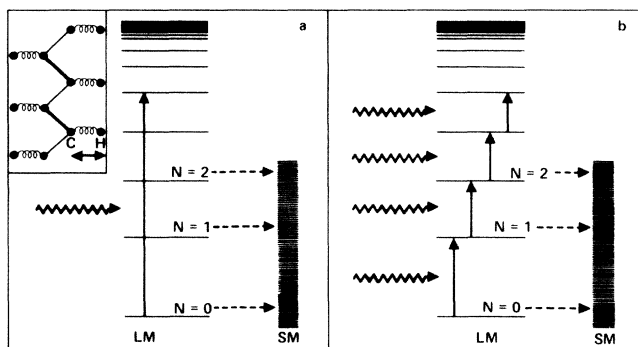 a
C H
N = 2
N = 1
N = 0
LM
SM
b
N = 2
N = 1
N = 0
LM
SM